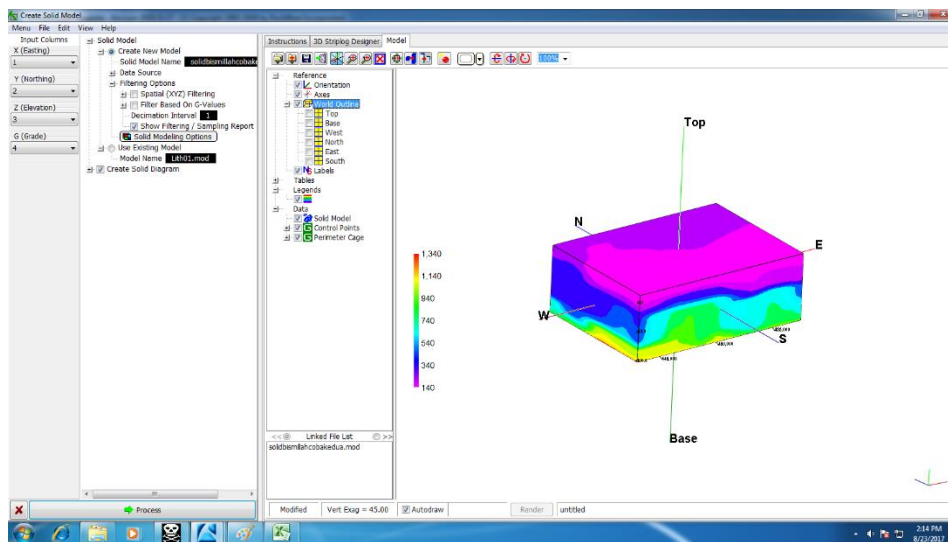 Create Solid Model
Menu File Edit View Help
Input Columns
X (Easting)
1
Y (Northing)
2
Z (Elevation)
3
G (Grade)
4
Solid Model
Create New Model
Solid Model Name solidbismillahcobake
Data Source
Filtering Options
Spatial (XYZ) Filtering
Filter Based On G-Values
Decimation Interval 1
Show Filtering / Sampling Report
Solid Modeling Options
Use Existing Model
Model Name Lith01.mod
Create Solid Diagram
Process
Instructions 3D Striplog Designer Model
100%
Reference
Orientation
Axes
World Outline
Top
Base
West
North
East
South
Labels
Tables
Legends
Data
Solid Model
Control Points
Perimeter Cage
<< Linked File List >>
solidbismillahcobakedua.mod
Top
N
E
W
S
Base
1,340
1,140
940
740
540
340
140
Modified Vert Exag = 45.00 Autodraw Render untitled
2:14 PM
8/23/2017